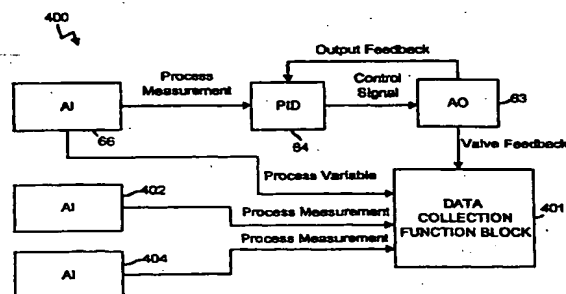 400
Output Feedback
Process
Measurement
Control
Signal
AI
PID
AO
63
66
64
Valve Feedback
Process Variable
AI
402
Process Measurement
DATA
COLLECTION
FUNCTION BLOCK
401
Process Measurement
AI
404